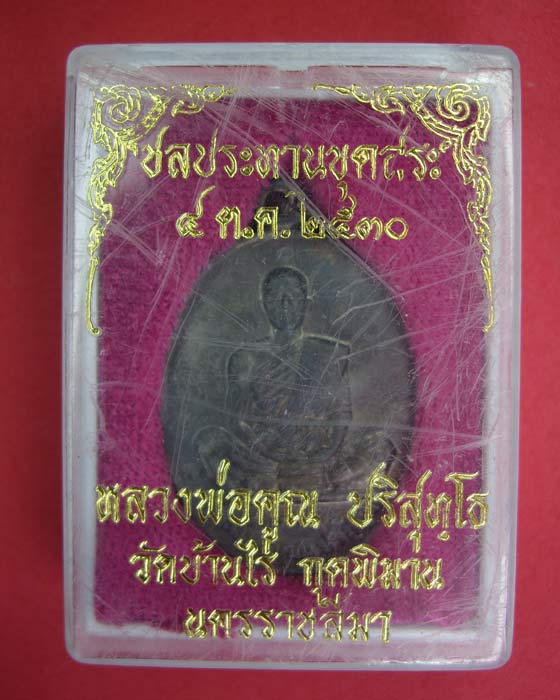 ชลประทานขุดสระ
๔ ต.ค. ๒๕๓๐
หลวงพ่อคูณ ปริสุทฺโธ
วัดบ้านไร่ กุดพิมาน
นครราชสีมา